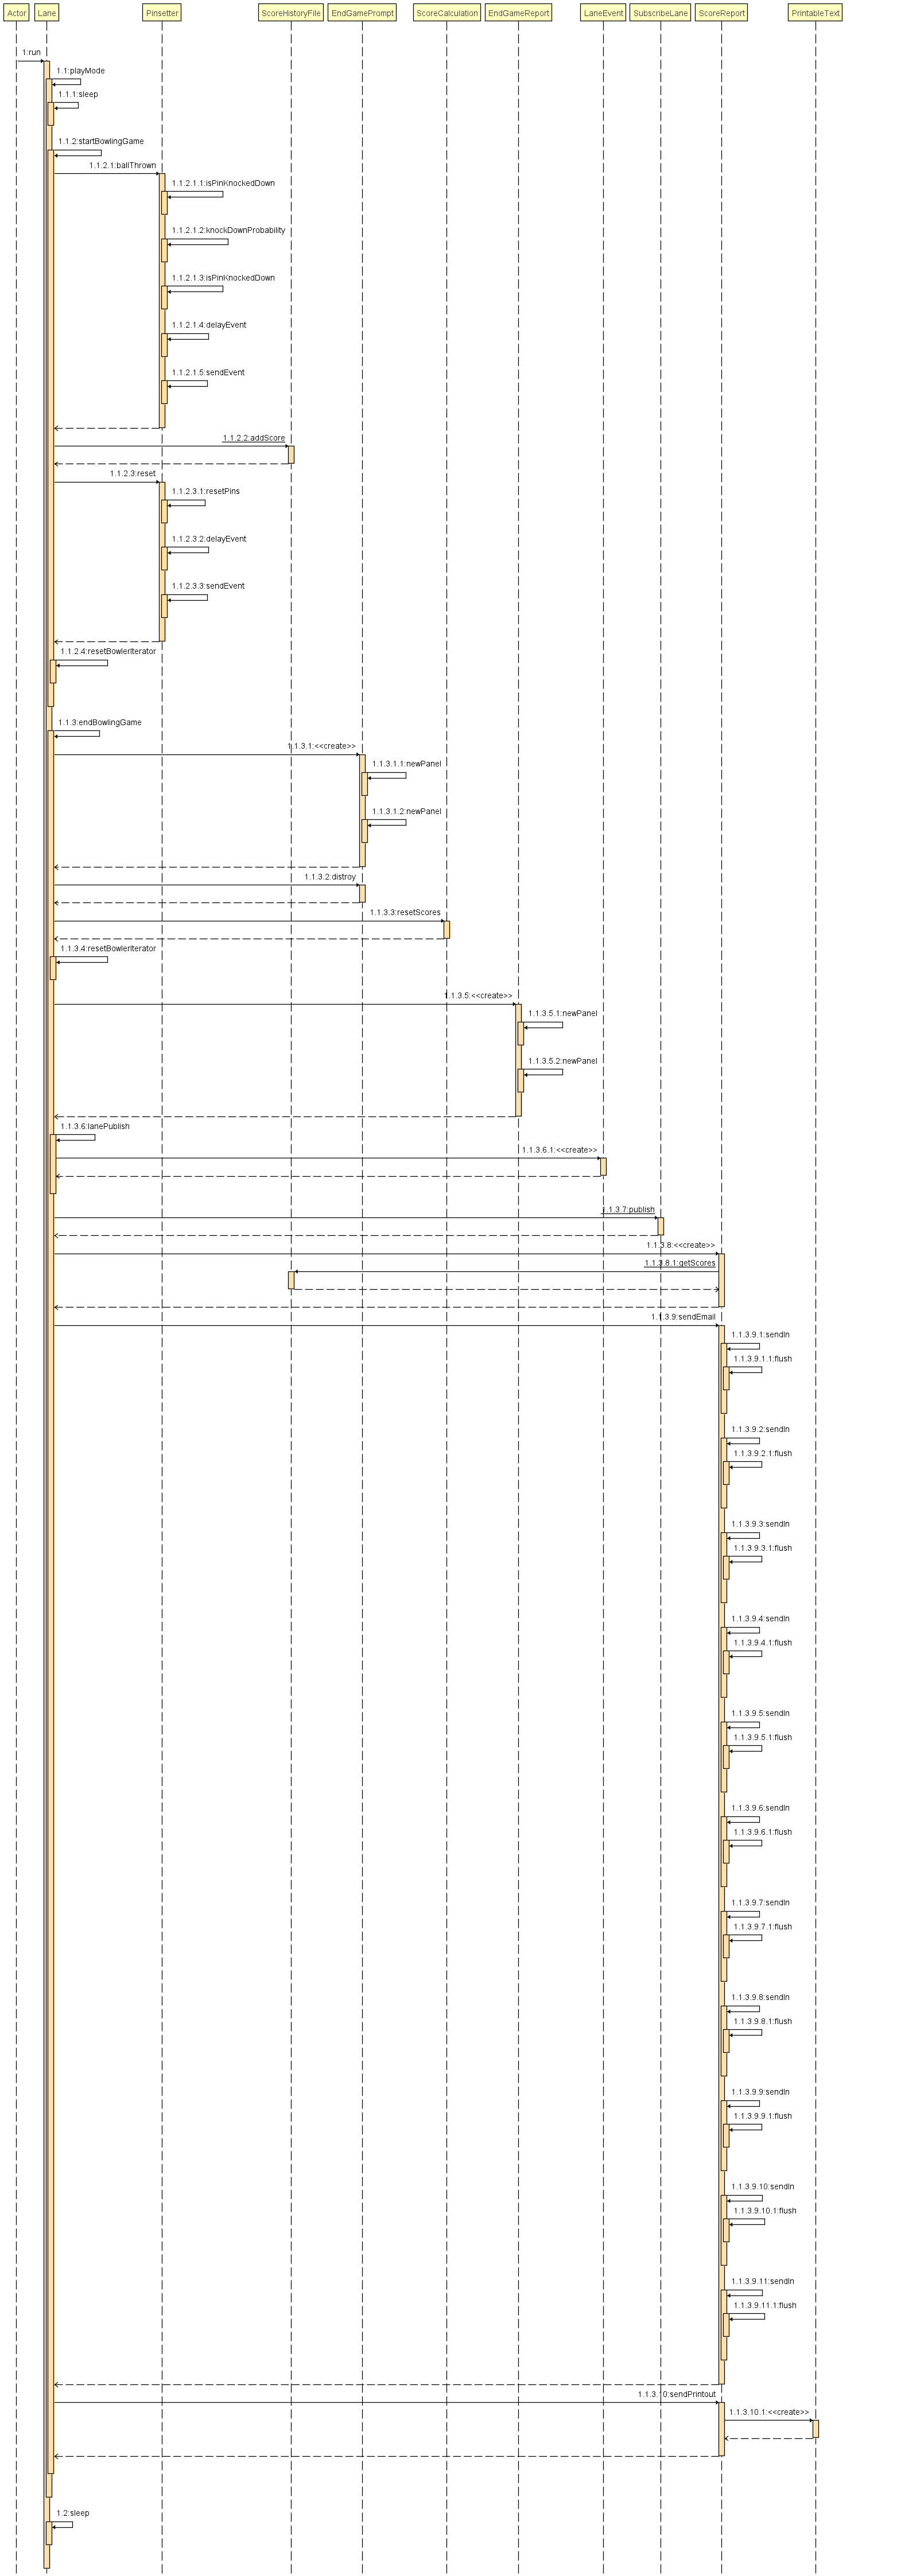 Actor
Lane
Pinsetter
ScoreHistoryFile
EndGamePrompt
ScoreCalculation
EndGameReport
LaneEvent
SubscribeLane
ScoreReport
PrintableText
1:run
1.1:playMode
1.1.1:sleep
1.1.2:startBowlingGame
1.1.2.1:ballThrown
1.1.2.1.1:isPinKnockedDown
1.1.2.1.2:knockDownProbability
1.1.2.1.3:isPinKnockedDown
1.1.2.1.4:delayEvent
1.1.2.1.5:sendEvent
1.1.2.2:addScore
1.1.2.3:reset
1.1.2.3.1:resetPins
1.1.2.3.2:delayEvent
1.1.2.3.3:sendEvent
1.1.2.4:resetBowlerIterator
1.1.3:endBowlingGame
1.1.3.1:<<create>>
1.1.3.1.1:newPanel
1.1.3.1.2:newPanel
1.1.3.2:distroy
1.1.3.3:resetScores
1.1.3.4:resetBowlerIterator
1.1.3.5:<<create>>
1.1.3.5.1:newPanel
1.1.3.5.2:newPanel
1.1.3.6:lanePublish
1.1.3.6.1:<<create>>
1.1.3.7:publish
1.1.3.8:<<create>>
1.1.3.8.1:getScores
1.1.3.9:sendEmail
1.1.3.9.1:sendln
1.1.3.9.1.1:flush
1.1.3.9.2:sendln
1.1.3.9.2.1:flush
1.1.3.9.3:sendln
1.1.3.9.3.1:flush
1.1.3.9.4:sendln
1.1.3.9.4.1:flush
1.1.3.9.5:sendln
1.1.3.9.5.1:flush
1.1.3.9.6:sendln
1.1.3.9.6.1:flush
1.1.3.9.7:sendln
1.1.3.9.7.1:flush
1.1.3.9.8:sendln
1.1.3.9.8.1:flush
1.1.3.9.9:sendln
1.1.3.9.9.1:flush
1.1.3.9.10:sendln
1.1.3.9.10.1:flush
1.1.3.9.11:sendln
1.1.3.9.11.1:flush
1.1.3.10:sendPrintout
1.1.3.10.1:<<create>>
1.2:sleep